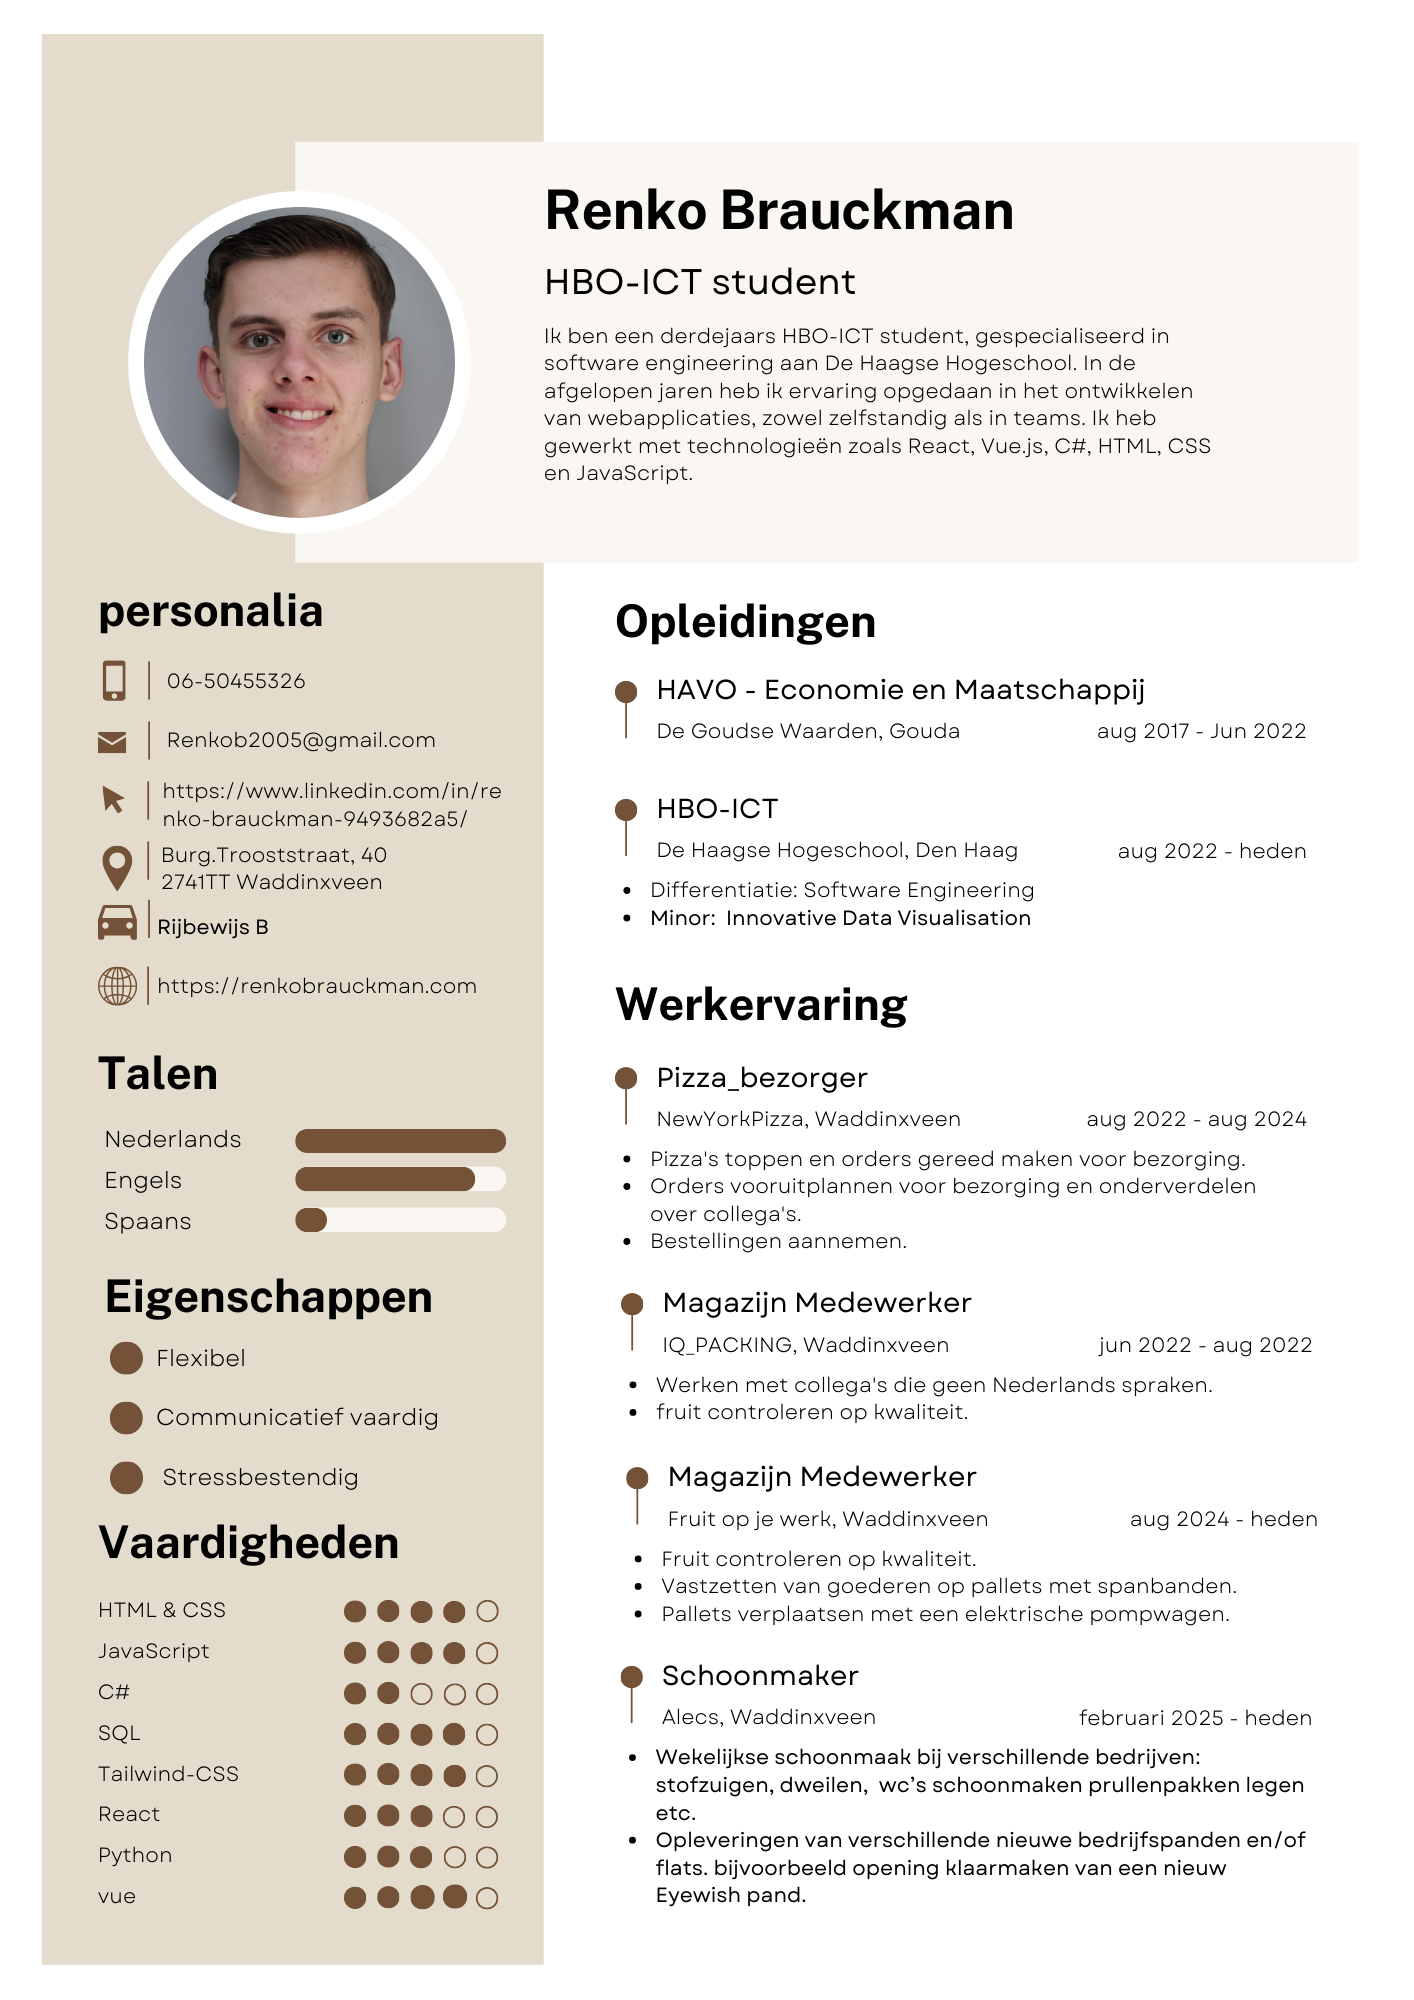 Renko Brauckman
HBO-ICT student
Ik ben een derdejaars HBO-ICT student, gespecialiseerd in
software engineering aan De Haagse Hogeschool. In de
afgelopen jaren heb ik ervaring opgedaan in het ontwikkelen
van webapplicaties, zowel zelfstandig als in teams. Ik heb
gewerkt met technologieën zoals React, Vue.js, C#, HTML, CSS
en JavaScript.
personalia
06-50455326
Renkob2005@gmail.com
https://www.linkedin.com/in/re
nko-brauckman-9493682a5/
Burg.Trooststraat, 40
2741TT Waddinxveen
Rijbewijs B
https://renkobrauckman.com
Talen
Nederlands
Engels
Spaans
Eigenschappen
Flexibel
Communicatief vaardig
Stressbestendig
Vaardigheden
HTML & CSS
JavaScript
C#
SQL
Tailwind-CSS
React
Python
vue
Opleidingen
HAVO - Economie en Maatschappij
De Goudse Waarden, Gouda aug 2017 - Jun 2022
HBO-ICT
De Haagse Hogeschool, Den Haag aug 2022 - heden
• Differentiatie: Software Engineering
• Minor: Innovative Data Visualisation
Werkervaring
Pizza_bezorger
NewYorkPizza, Waddinxveen aug 2022 - aug 2024
• Pizza's toppen en orders gereed maken voor bezorging.
• Orders vooruitplannen voor bezorging en onderverdelen
over collega's.
• Bestellingen aannemen.
Magazijn Medewerker
IQ_PACKING, Waddinxveen jun 2022 - aug 2022
• Werken met collega's die geen Nederlands spraken.
• fruit controleren op kwaliteit.
Magazijn Medewerker
Fruit op je werk, Waddinxveen aug 2024 - heden
• Fruit controleren op kwaliteit.
• Vastzetten van goederen op pallets met spanbanden.
• Pallets verplaatsen met een elektrische pompwagen.
Schoonmaker
Alecs, Waddinxveen februari 2025 - heden
• Wekelijkse schoonmaak bij verschillende bedrijven:
stofzuigen, dweilen, wc's schoonmaken prullenpakken legen
etc.
• Opleveringen van verschillende nieuwe bedrijfspanden en/of
flats. bijvoorbeeld opening klaarmaken van een nieuw
Eyewish pand.